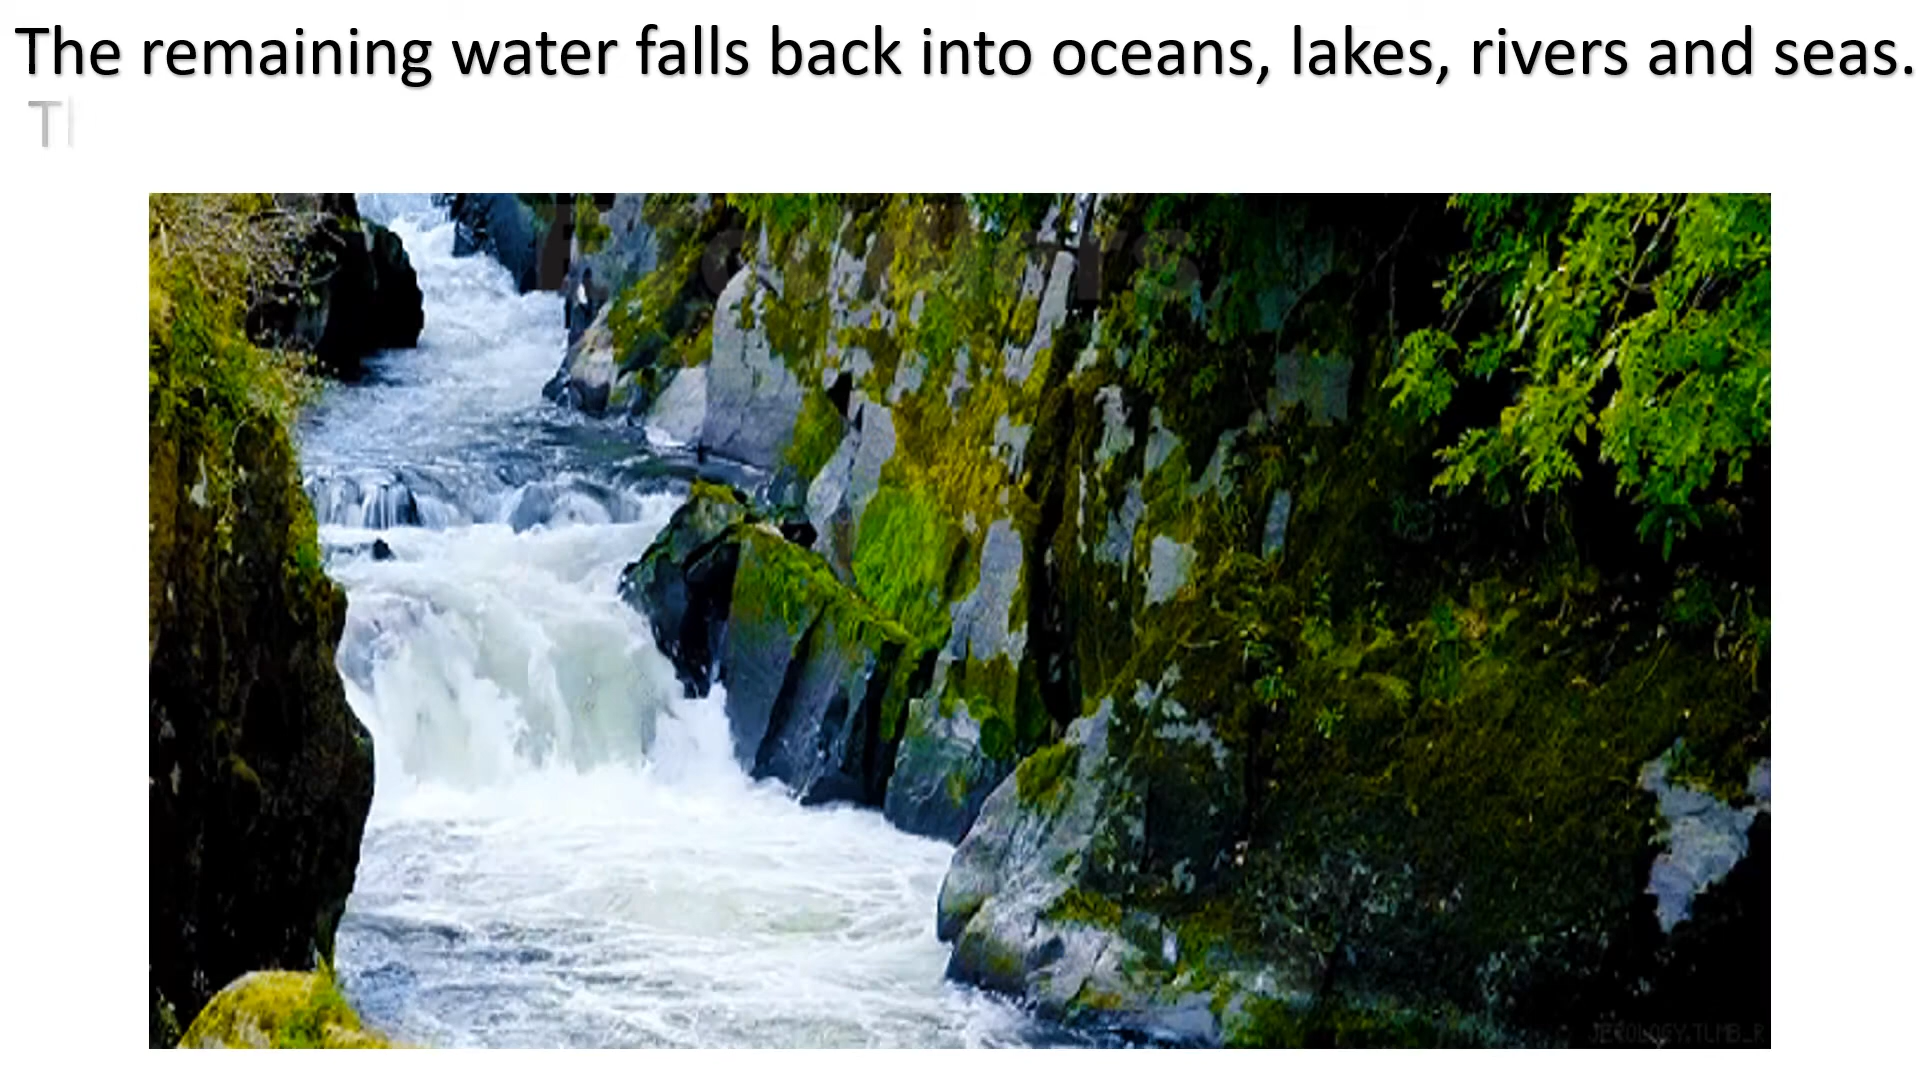 The remaining water falls back into oceans, lakes, rivers and seas.